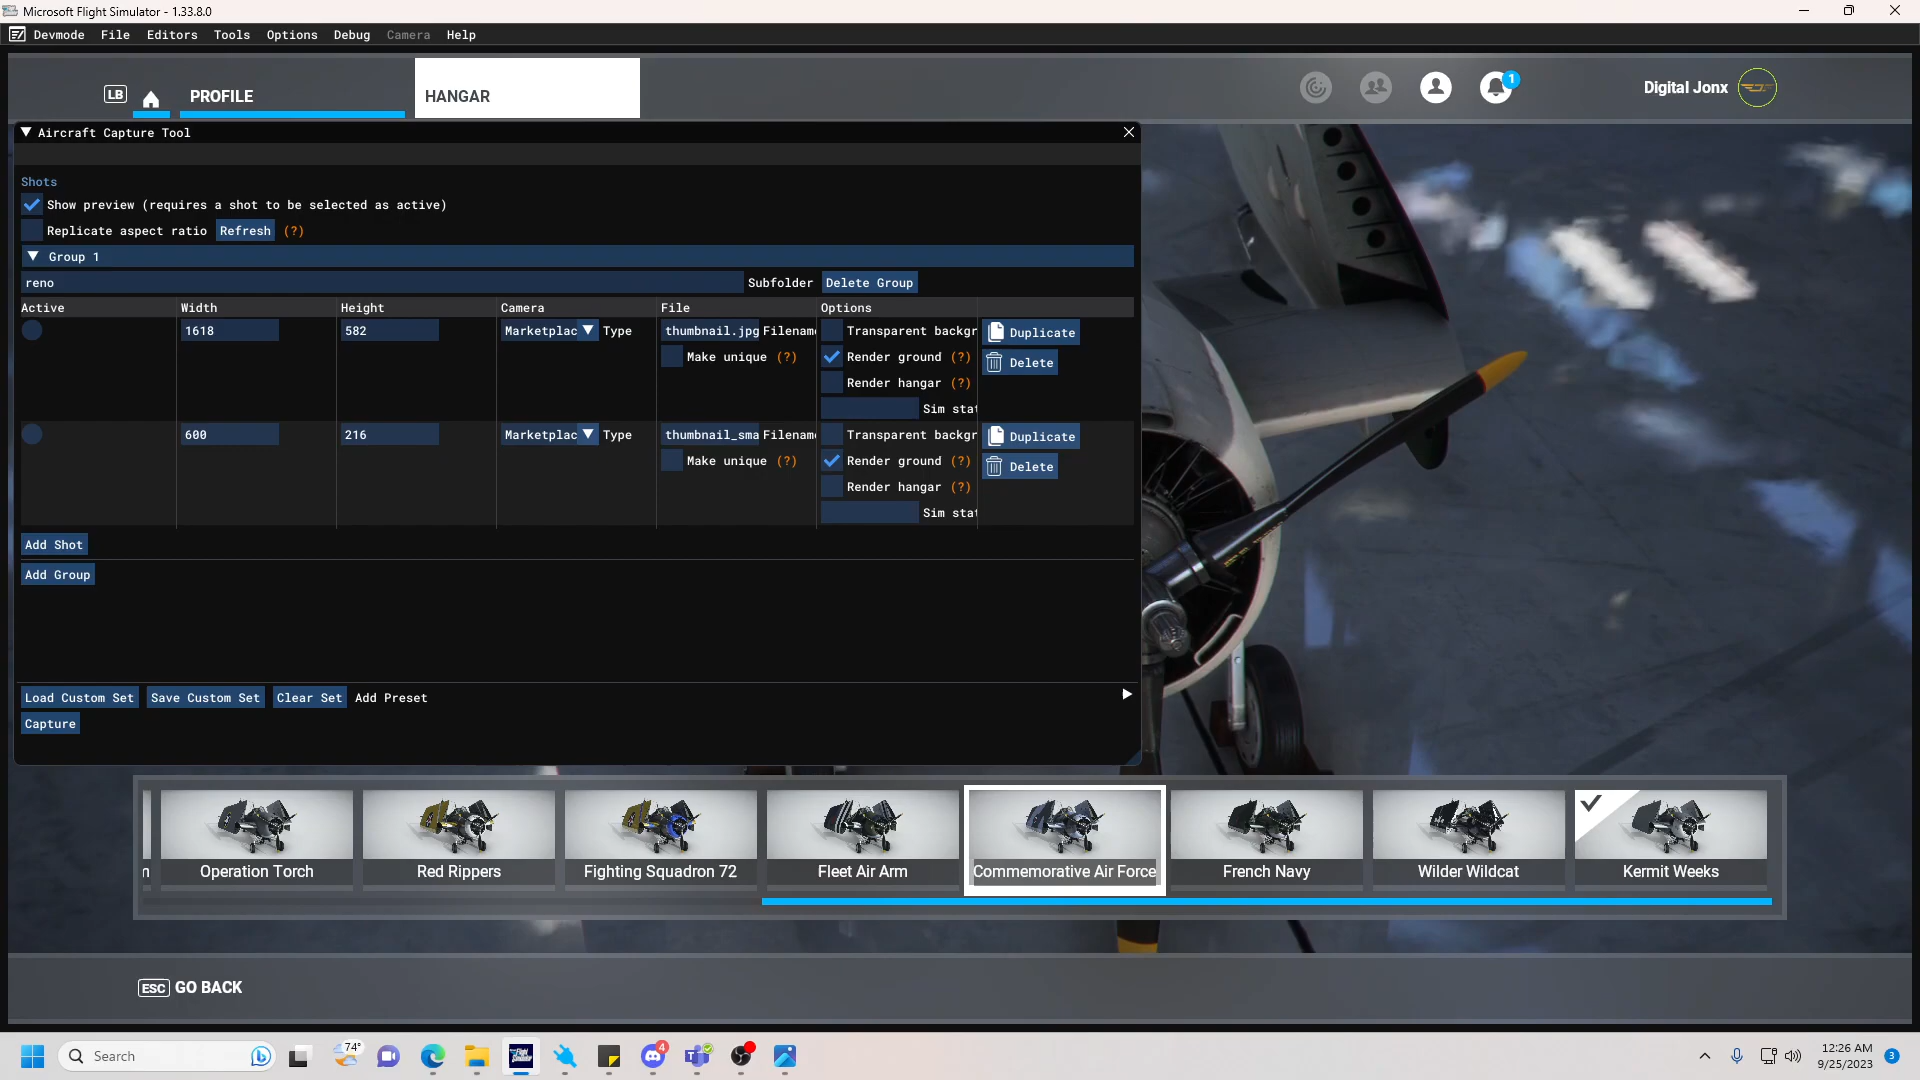 Microsoft Flight Simulator - 1.33.8.0
Devmode File Editors Tools Options Debug Camera Help
LB PROFILE HANGAR 1 Digital Jonx
Aircraft Capture Tool
Shots
Show preview (requires a shot to be selected as active)
Replicate aspect ratio Refresh (?)
Group 1
reno Subfolder Delete Group
Active Width Height Camera File Options
1618 582 Marketplac Type thumbnail.jpg Filenam Transparent backgr Duplicate
Make unique (?) Render ground (?) Delete
Render hangar (?)
Sim stat
600 216 Marketplac Type thumbnail_sma Filenam Transparent backgr Duplicate
Make unique (?) Render ground (?) Delete
Render hangar (?)
Sim stat
Add Shot
Add Group
Load Custom Set Save Custom Set Clear Set Add Preset
Capture
m Operation Torch Red Rippers Fighting Squadron 72 Fleet Air Arm Commemorative Air Force French Navy Wilder Wildcat Kermit Weeks
ESC GO BACK
Search 74° 4 12:26 AM
9/25/2023 3